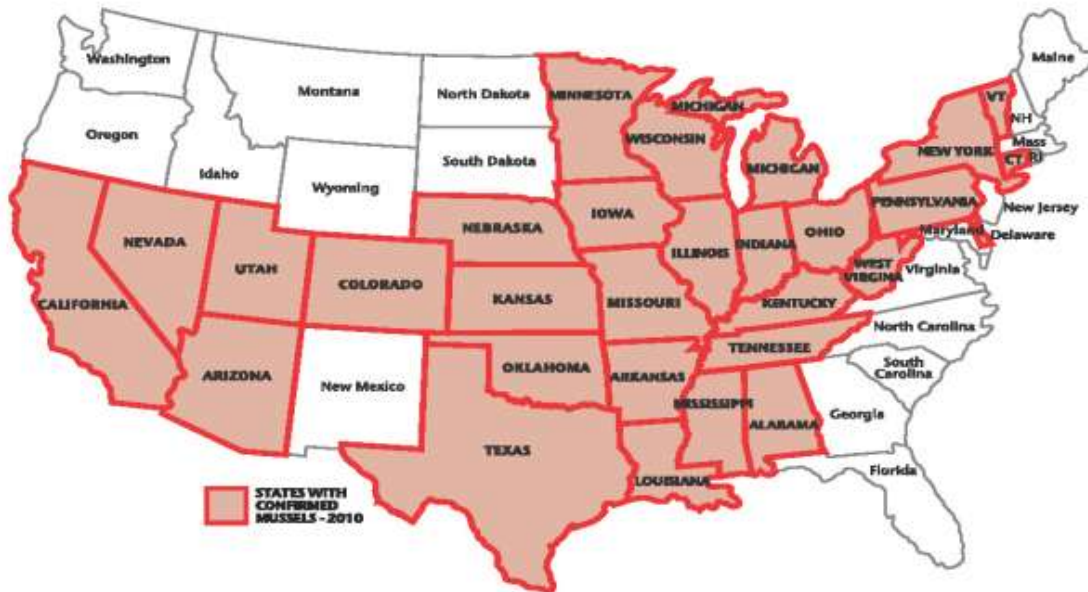 Washington
Montana
North Dakota
MINNESOTA
MICHIGAN
Maine
VT
NH
Oregon
Idaho
Wyoming
South Dakota
WISCONSIN
MICHIGAN
NEW YORK
Mass
CT
RI
NEVADA
UTAH
COLORADO
NEBRASKA
IOWA
ILLINOIS
INDIANA
OHIO
PENNSYLVANIA
New Jersey
Maryland
Delaware
CALIFORNIA
KANSAS
MISSOURI
KENTUCKY
WEST
VIRGINIA
Virginia
ARIZONA
New Mexico
OKLAHOMA
ARKANSAS
TENNESSEE
North Carolina
South
Carolina
TEXAS
LOUISIANA
MISSISSIPPI
ALABAMA
Georgia
Florida
STATES WITH
CONFIRMED
MUSSELS - 2010